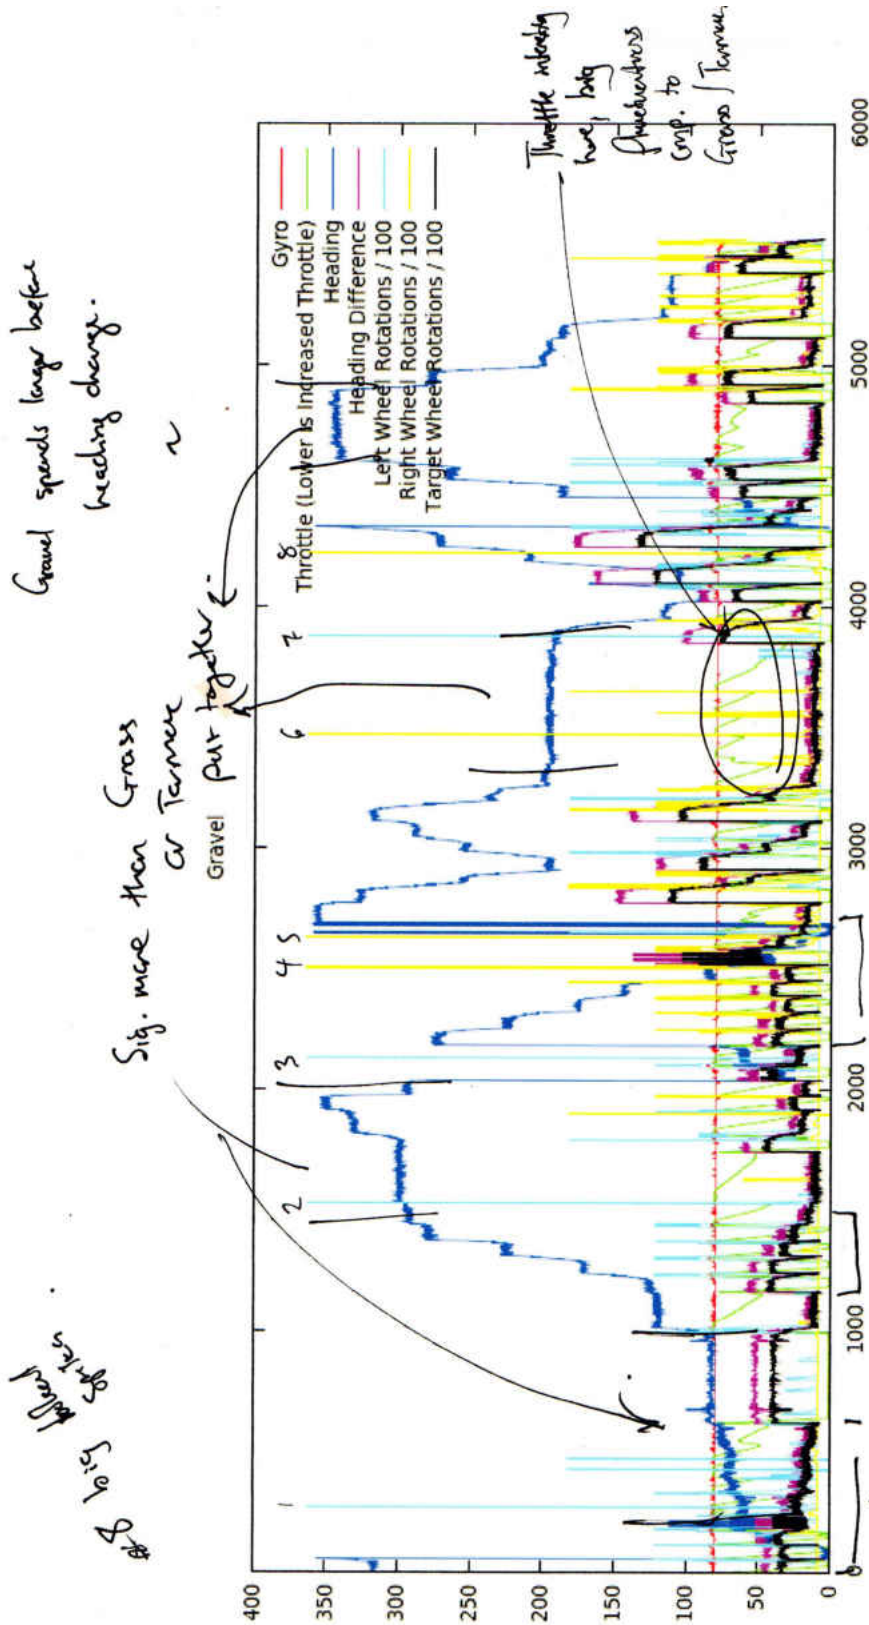 Gravel spends longer before
heading change.
Sig. more than Grass
or Tarmac
put together.
big
Throttle
here, big
fluctuations
cmp. to
Grass / Tarmac
Gravel
1
2
3
4
5
6
7
8
Gyro
Throttle (Lower is Increased Throttle)
Heading
Heading Difference
Left Wheel Rotations / 100
Right Wheel Rotations / 100
Target Wheel Rotations / 100
400
350
300
250
200
150
100
50
0
0
1000
2000
3000
4000
5000
6000